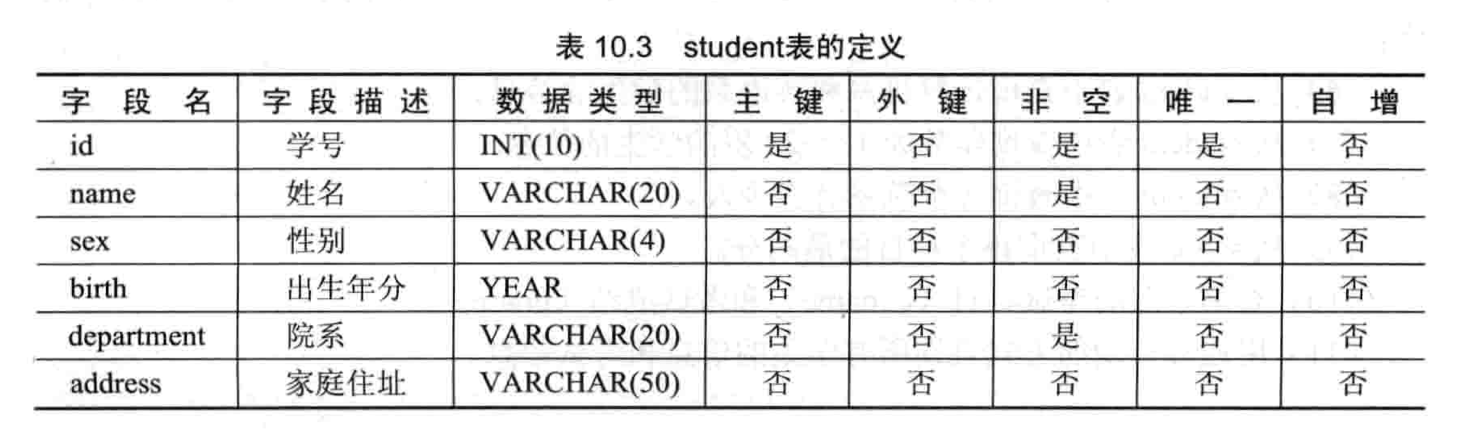 表 10.3 student表的定义
字段名 字段描述 数据类型 主键 外键 非空 唯一 自增
id 学号 INT(10) 是 否 是 是 否
name 姓名 VARCHAR(20) 否 否 是 否 否
sex 性别 VARCHAR(4) 否 否 否 否 否
birth 出生年分 YEAR 否 否 否 否 否
department 院系 VARCHAR(20) 否 否 是 否 否
address 家庭住址 VARCHAR(50) 否 否 否 否 否